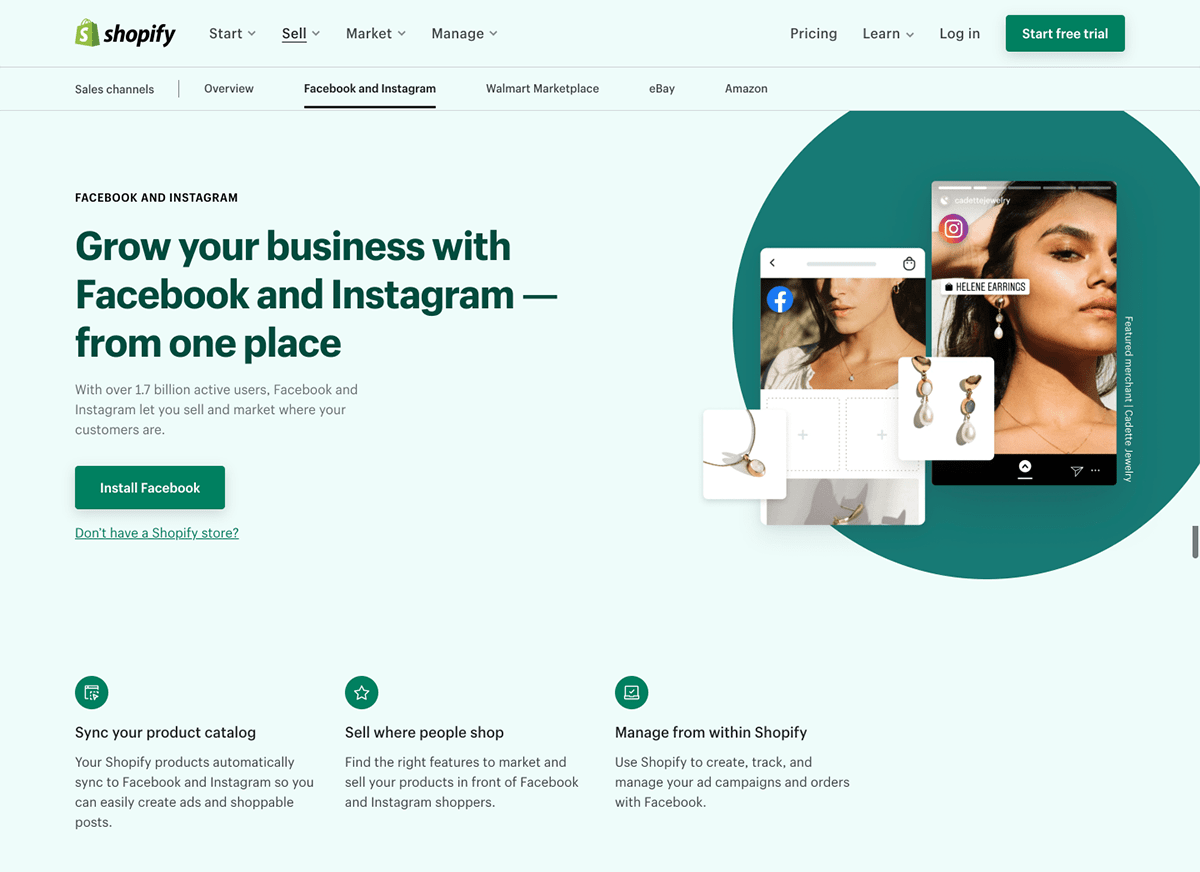 shopify
Start
Sell
Market
Manage
Pricing
Learn
Log in
Start free trial
Sales channels
Overview
Facebook and Instagram
Walmart Marketplace
eBay
Amazon
FACEBOOK AND INSTAGRAM
Grow your business with
Facebook and Instagram —
from one place
With over 1.7 billion active users, Facebook and
Instagram let you sell and market where your
customers are.
Install Facebook
Don't have a Shopify store?
cadettejewelry
HELENE EARRINGS
Featured merchant | Cadette Jewelry
Sync your product catalog
Your Shopify products automatically
sync to Facebook and Instagram so you
can easily create ads and shoppable
posts.
Sell where people shop
Find the right features to market and
sell your products in front of Facebook
and Instagram shoppers.
Manage from within Shopify
Use Shopify to create, track, and
manage your ad campaigns and orders
with Facebook.